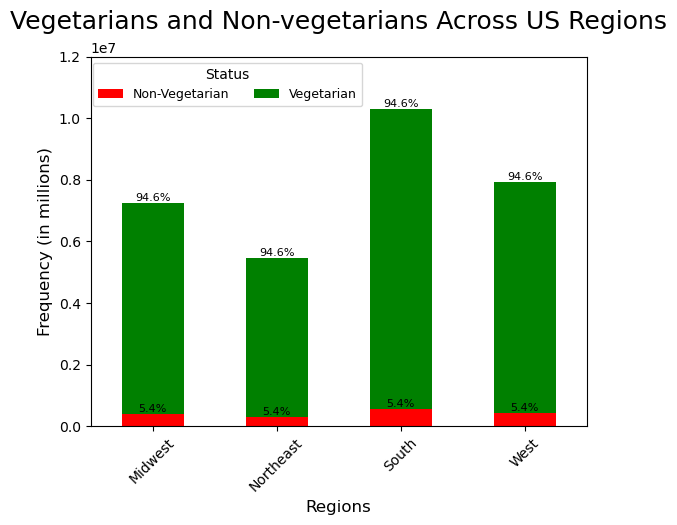 Vegetarians and Non-vegetarians Across US Regions
1e7
1.2
1.0
0.8
0.6
0.4
0.2
0.0
Frequency (in millions)
Status
Non-Vegetarian Vegetarian
94.6%
94.6%
94.6%
94.6%
5.4%
5.4%
5.4%
5.4%
Midwest
Northeast
South
West
Regions